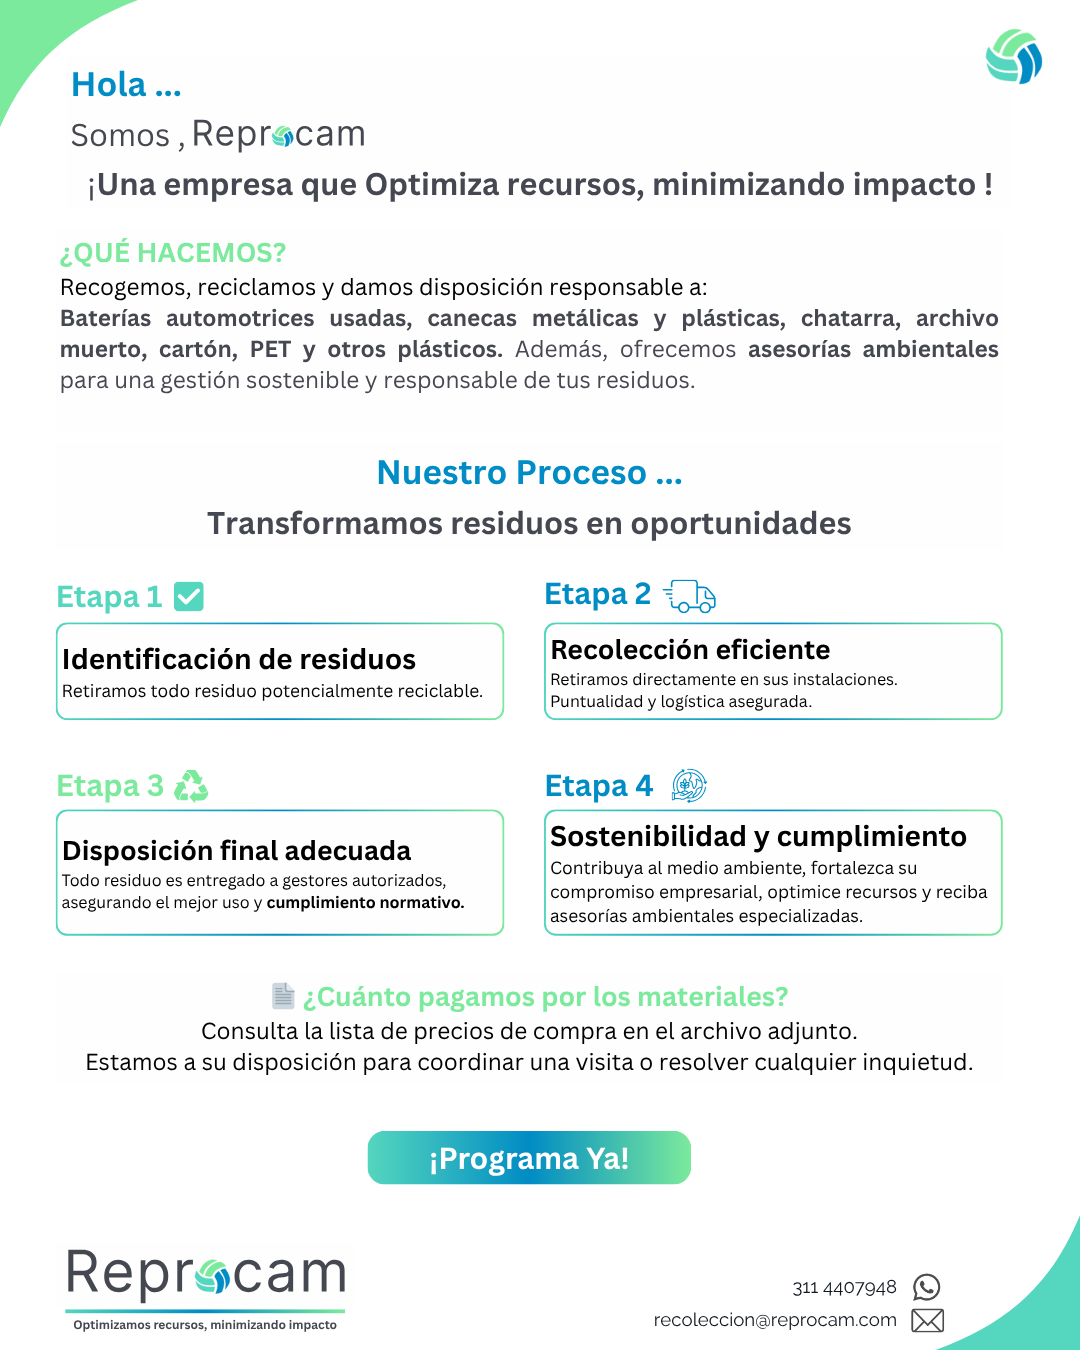 Hola ...
Somos , Reprocam
¡Una empresa que Optimiza recursos, minimizando impacto !
¿QUÉ HACEMOS?
Recogemos, reciclamos y damos disposición responsable a:
Baterías automotrices usadas, canecas metálicas y plásticas, chatarra, archivo
muerto, cartón, PET y otros plásticos. Además, ofrecemos asesorías ambientales
para una gestión sostenible y responsable de tus residuos.
Nuestro Proceso ...
Transformamos residuos en oportunidades
Etapa 1
Identificación de residuos
Retiramos todo residuo potencialmente reciclable.
Etapa 2
Recolección eficiente
Retiramos directamente en sus instalaciones.
Puntualidad y logística asegurada.
Etapa 3
Disposición final adecuada
Todo residuo es entregado a gestores autorizados,
asegurando el mejor uso y cumplimiento normativo.
Etapa 4
Sostenibilidad y cumplimiento
Contribuya al medio ambiente, fortalezca su
compromiso empresarial, optimice recursos y reciba
asesorías ambientales especializadas.
¿Cuánto pagamos por los materiales?
Consulta la lista de precios de compra en el archivo adjunto.
Estamos a su disposición para coordinar una visita o resolver cualquier inquietud.
¡Programa Ya!
Reprocam
Optimizamos recursos, minimizando impacto
311 4407948
recoleccion@reprocam.com